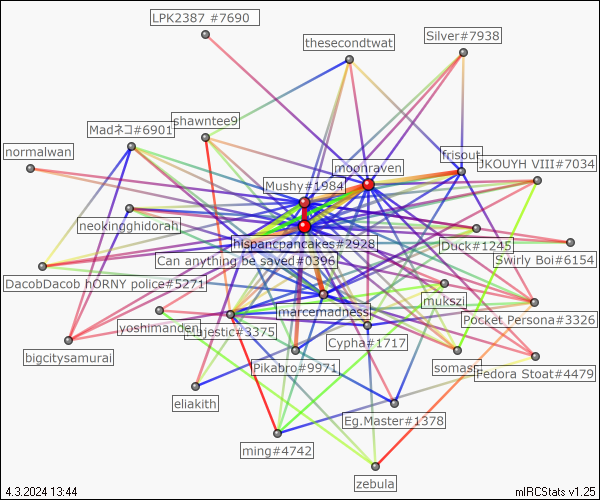 LPK2387 #7690
thesecondtwat
Silver#7938
shawntee9
Madネコ#6901
normalwan
frisout
JKOUYH VIII#7034
moonraven
Mushy#1984
neokingghidorah
hispancpancakes#2928
Duck#1245
Can anything be saved#0396
Swirly Boi#6154
DacobDacob hORNY police#5271
mukszi
marcemadness
Pocket Persona#3326
yoshimanden
Majestic#3375
Cypha#1717
bigcitysamurai
Pikabro#9971
somasr
Fedora Stoat#4479
eliakith
Eg.Master#1378
ming#4742
zebula
4.3.2024 13:44
mIRCStats v1.25